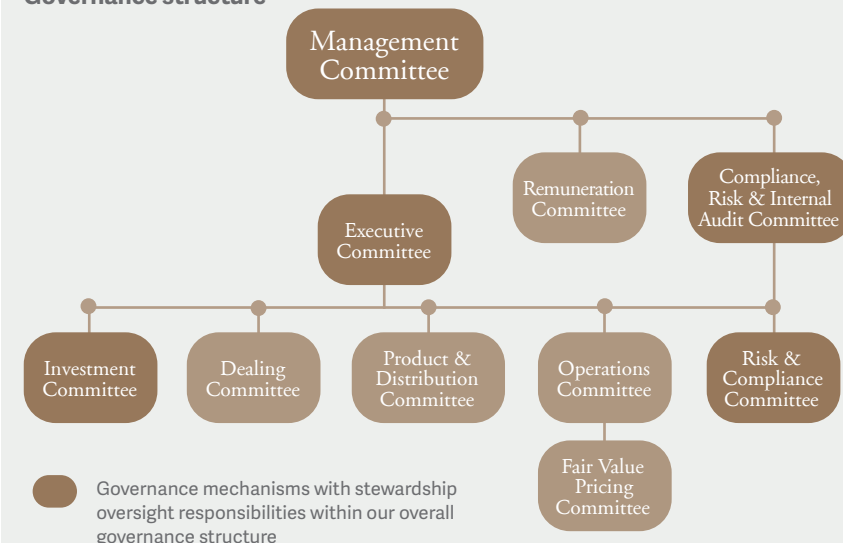 Governance structure
Management
Committee
Remuneration
Committee
Compliance,
Risk & Internal
Audit Committee
Executive
Committee
Investment
Committee
Dealing
Committee
Product &
Distribution
Committee
Operations
Committee
Risk &
Compliance
Committee
Fair Value
Pricing
Committee
Governance mechanisms with stewardship
oversight responsibilities within our overall
governance structure